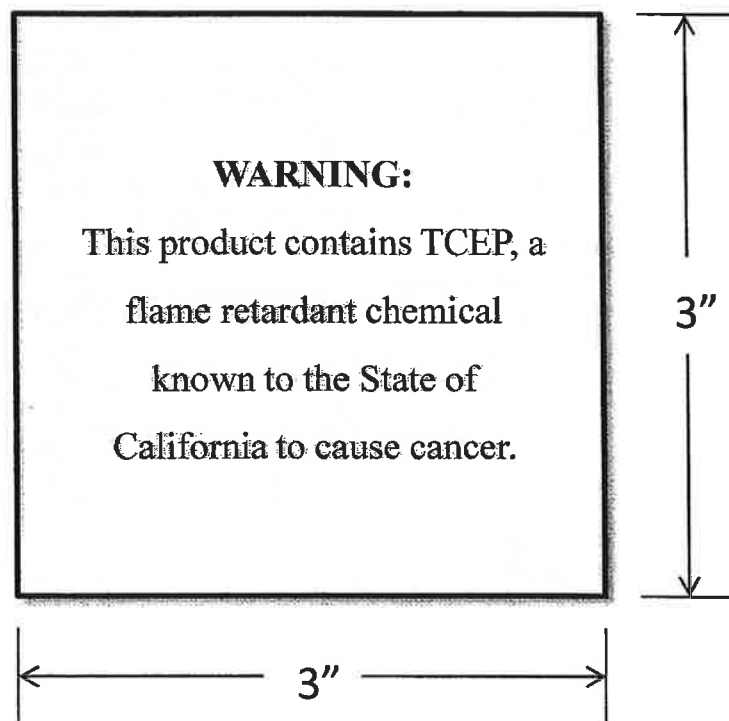 WARNING:
This product contains TCEP, a
flame retardant chemical
known to the State of
California to cause cancer.
3"
3"